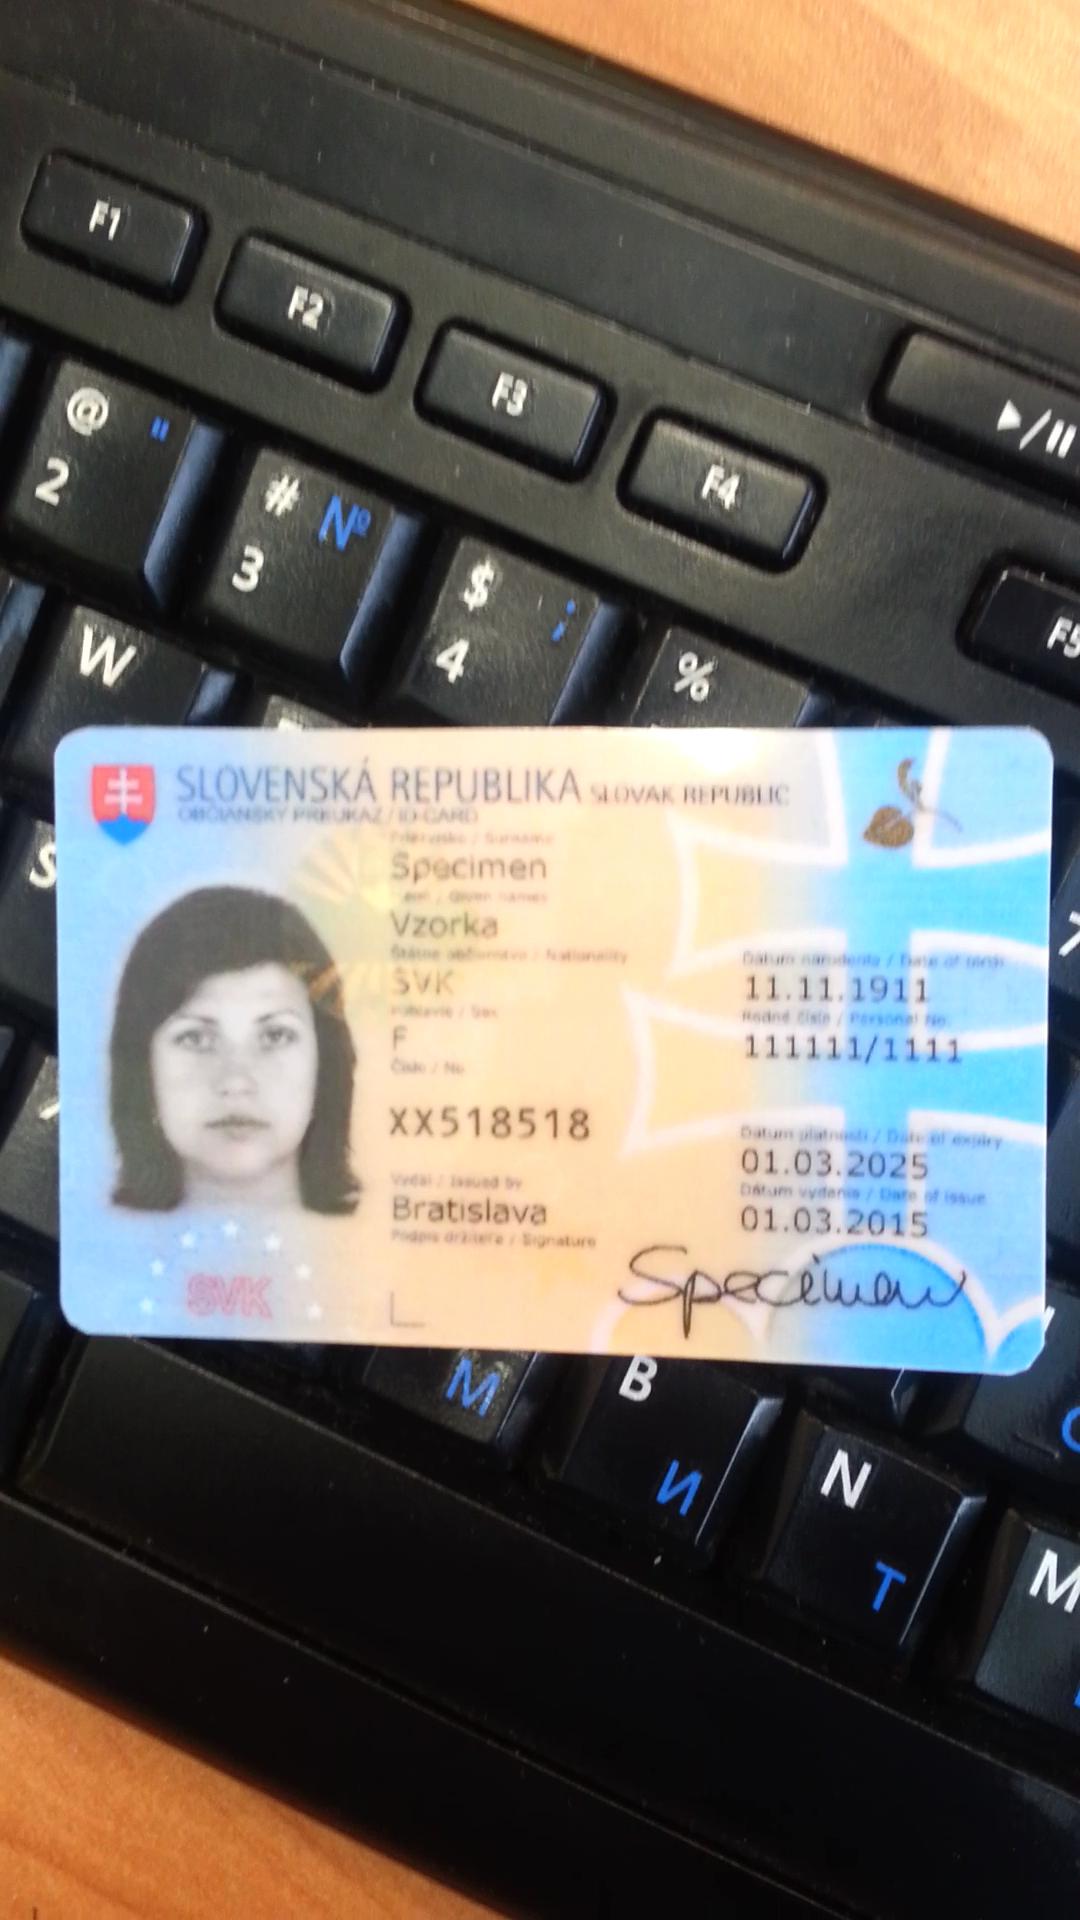 F1
F2
F3
F4
F5
▶/II
@ "
2
# №
3
$ ;
4
%
W
S
7
SLOVENSKÁ REPUBLIKA SLOVAK REPUBLIC
OBČIANSKY PREUKAZ / ID CARD
Priezvisko / Surname
Specimen
Meno / Given names
Vzorka
Štátne občianstvo / Nationality
SVK
Pohlavie / Sex
F
Číslo / No.
XX518518
Vydal / Issued by
Bratislava
Podpis držiteľa / Signature
Dátum narodenia / Date of birth
11.11.1911
Rodné číslo / Personal No.
111111/1111
Dátum platnosti / Date of expiry
01.03.2025
Dátum vydania / Date of issue
01.03.2015
Specimen
SVK
М
B
И
N
Т
M